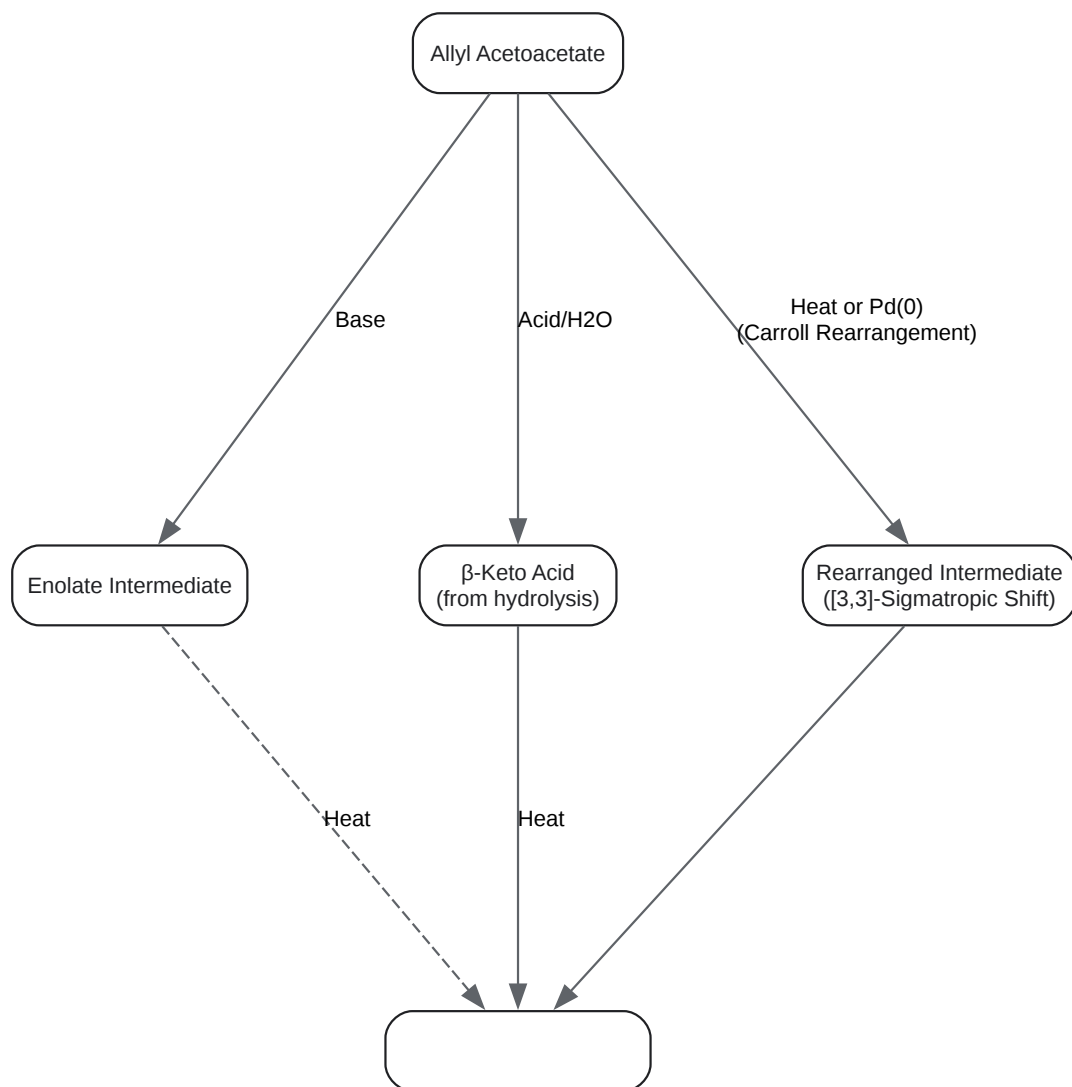 Allyl Acetoacetate
Base
Acid/H2O
Heat or Pd(0)
(Carroll Rearrangement)
Enolate Intermediate
β-Keto Acid
(from hydrolysis)
Rearranged Intermediate
([3,3]-Sigmatropic Shift)
Heat
Heat